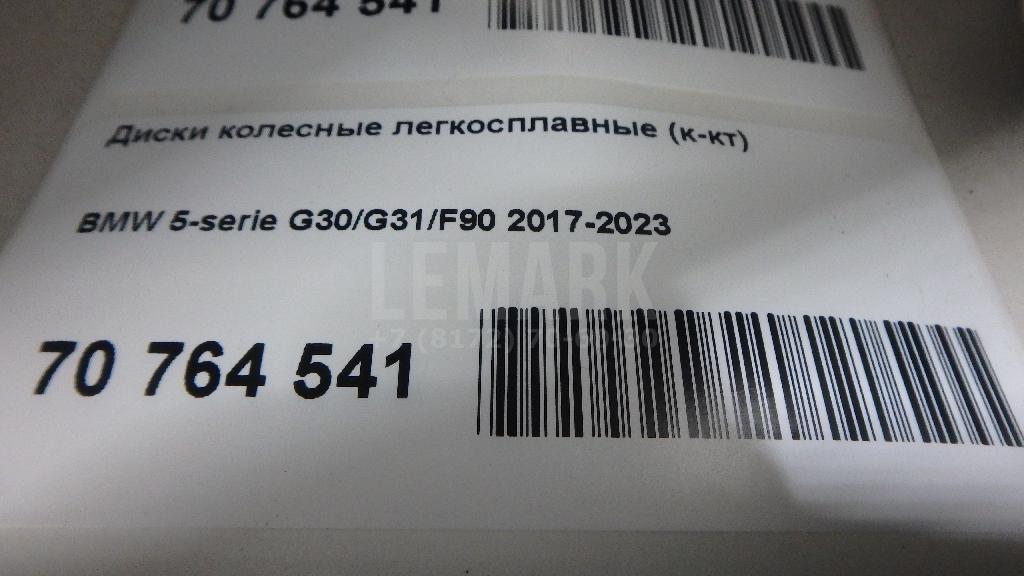 70 764 541
Диски колесные легкосплавные (к-кт)
BMW 5-serie G30/G31/F90 2017-2023
LEMARK
70 764 541